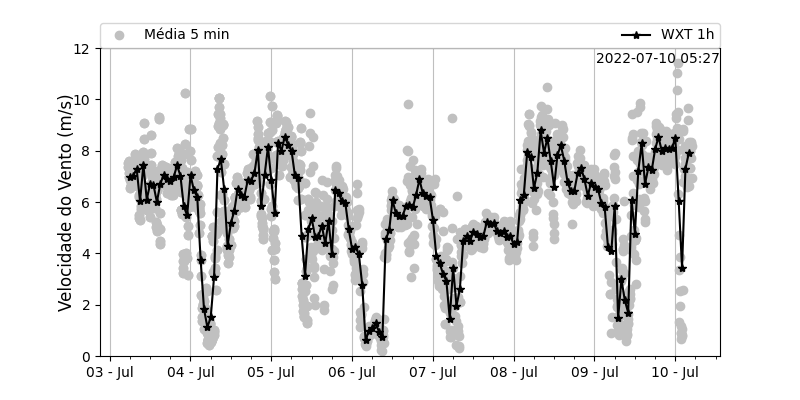 Média 5 min
WXT 1h
2022-07-10 05:27
Velocidade do Vento (m/s)
12
10
8
6
4
2
0
03 - Jul
04 - Jul
05 - Jul
06 - Jul
07 - Jul
08 - Jul
09 - Jul
10 - Jul